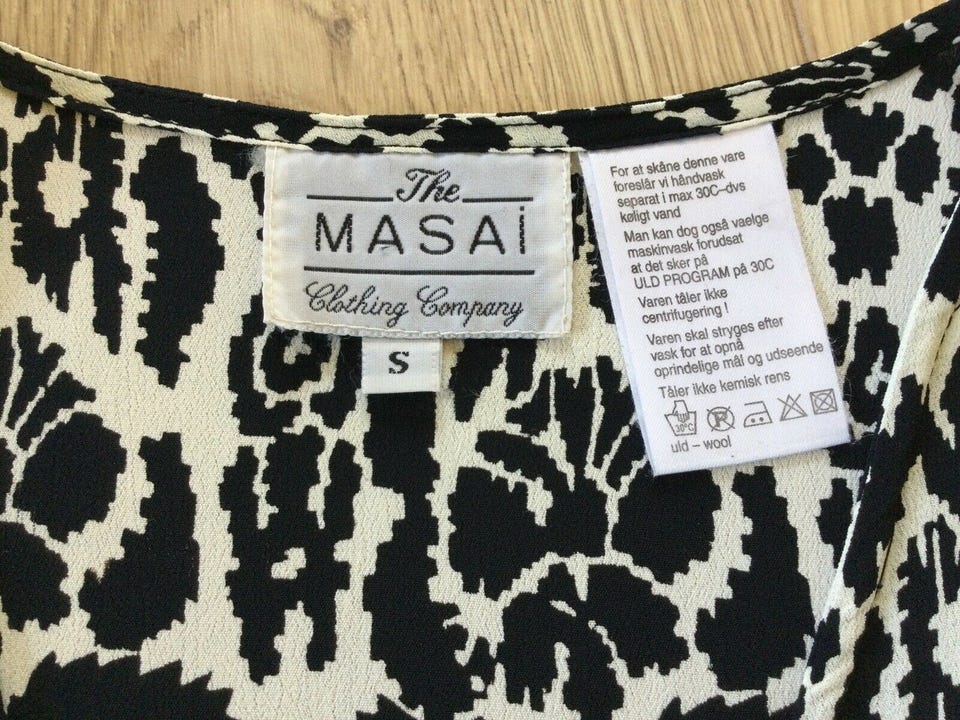 The
MASAi
Clothing Company
S
For at skåne denne vare
foreslår vi håndvask
separat i max 30C–dvs
køligt vand
Man kan dog også vaelge
maskinvask forudsat
at det sker på
ULD PROGRAM på 30C
Varen tåler ikke
centrifugering !
Varen skal stryges efter
vask for at opnå
oprindelige mål og udseende
Tåler ikke kemisk rens
30°C R
uld – wool